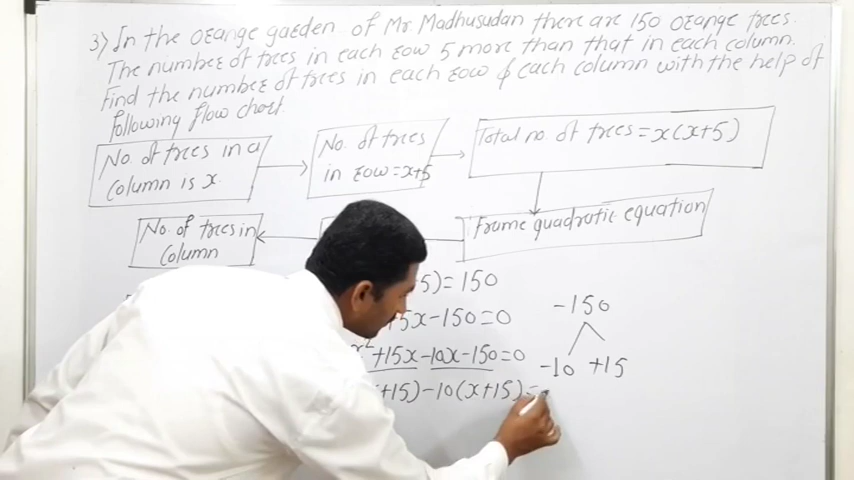 3) In the orange garden of Mr. Madhusudan there are 150 orange trees.
The number of trees in each row 5 more than that in each column.
Find the number of trees in each row & each column with the help of
following flow chart.
No. of trees in a
column is x.
No. of trees
in row = x+5
Total no. of trees = x(x+5)
No. of trees in
column
Frame quadratic equation
5) = 150
+5x - 150 = 0
x² + 15x - 10x - 150 = 0
+15) - 10(x+15) =
-150
-10 +15